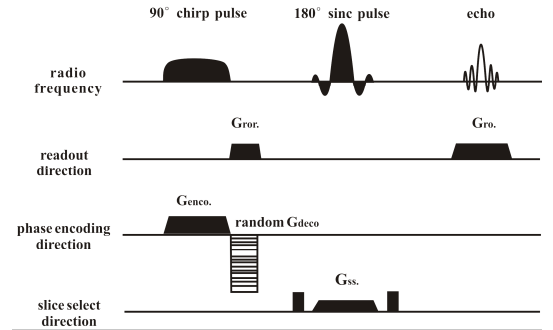 90° chirp pulse 180° sinc pulse echo
radio
frequency
Gror. Gro.
readout
direction
Genco.
random Gdeco
phase encoding
direction
Gss.
slice select
direction